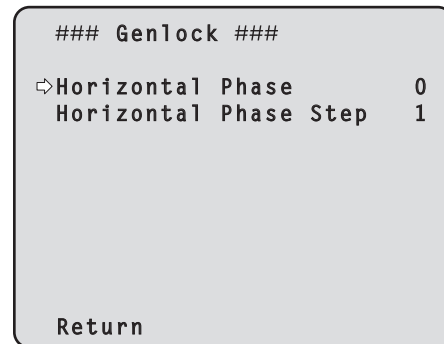 ### Genlock ###
⇨Horizontal Phase 0
Horizontal Phase Step 1
Return